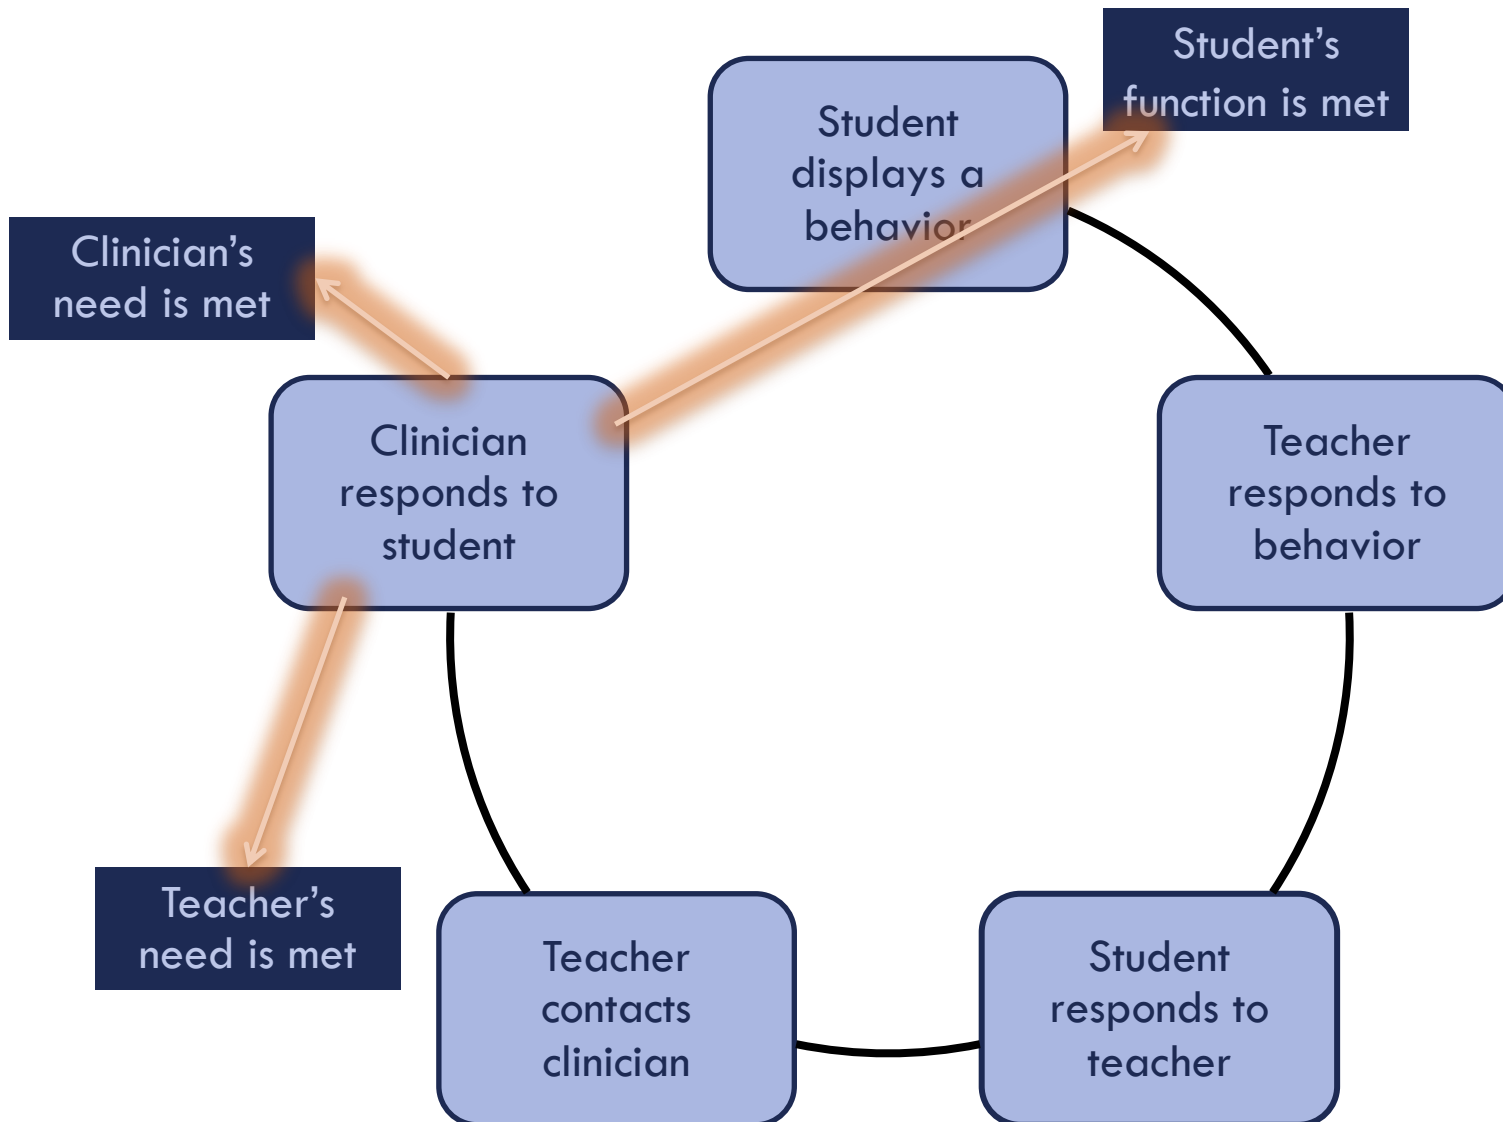 Student’s
function is met
Student
displays a
behavior
Clinician’s
need is met
Clinician
responds to
student
Teacher
responds to
behavior
Teacher’s
need is met
Teacher
contacts
clinician
Student
responds to
teacher